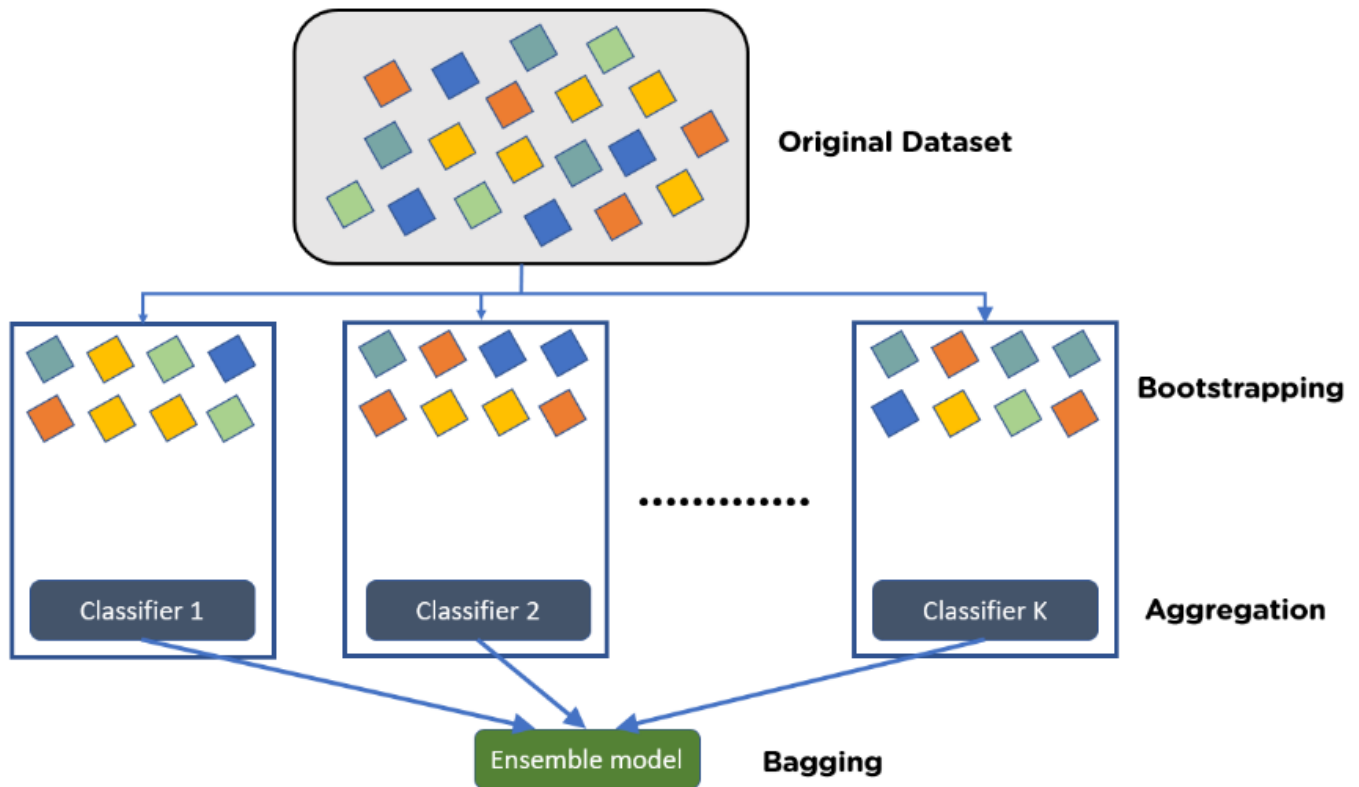 Original Dataset
Bootstrapping
Classifier 1
Classifier 2
Classifier K
Aggregation
Ensemble model
Bagging